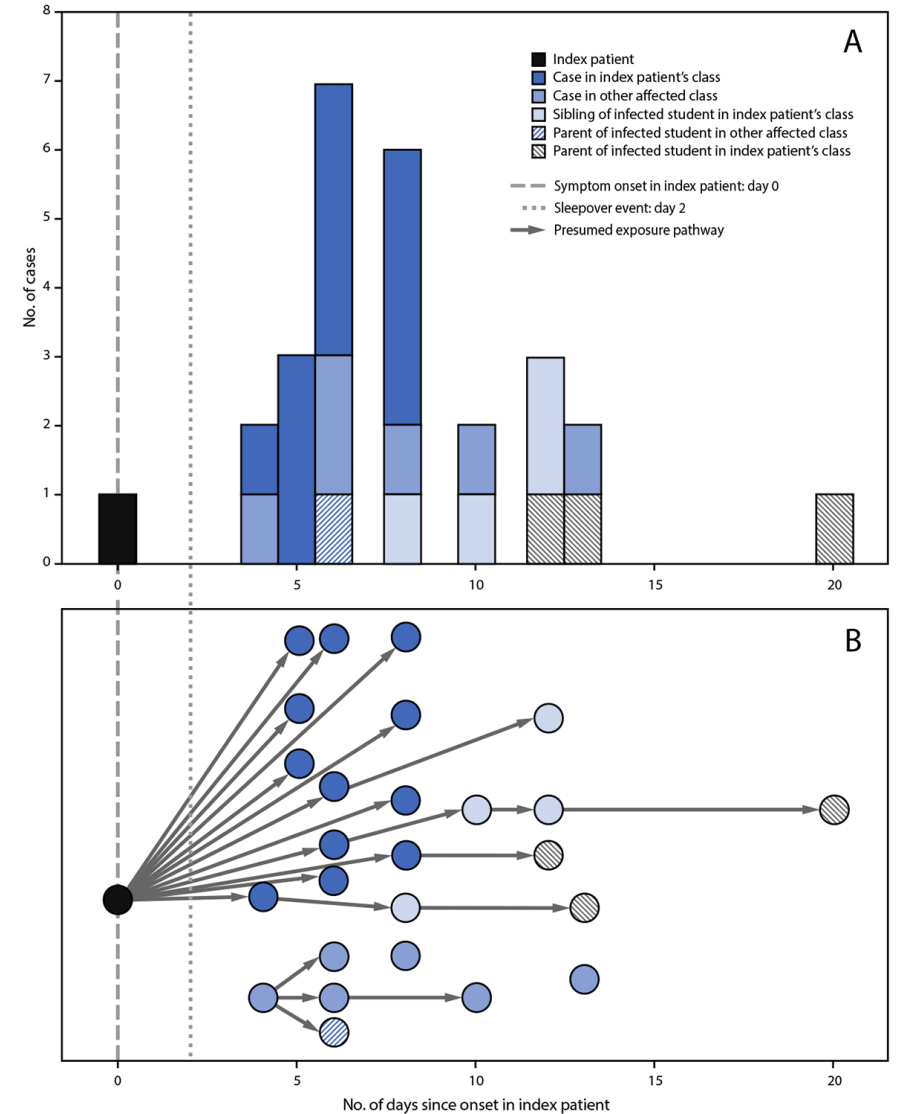 8
A
Index patient
Case in index patient's class
7
Case in other affected class
Sibling of infected student in index patient's class
Parent of infected student in other affected class
Parent of infected student in index patient's class
6
Symptom onset in index patient: day 0
Sleepover event: day 2
5
Presumed exposure pathway
No. of cases
4
3
2
1
0
0 5 10 15 20
B
0 5 10 15 20
No. of days since onset in index patient